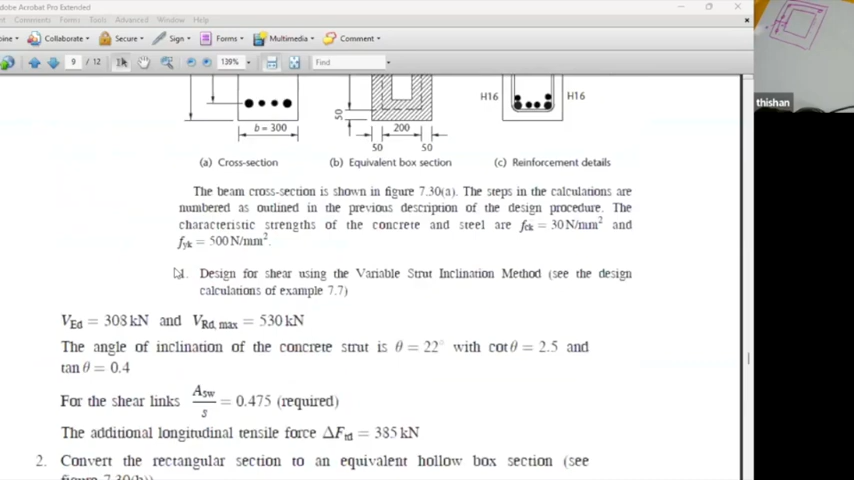 dobe Acrobat Pro Extended
Comments Forms Tools Advanced Window Help
bine Collaborate Secure Sign Forms Multimedia Comment
9 / 12 139% Find
50
b = 300
200
50 50
H16 H16
(a) Cross-section (b) Equivalent box section (c) Reinforcement details
The beam cross-section is shown in figure 7.30(a). The steps in the calculations are
numbered as outlined in the previous description of the design procedure. The
characteristic strengths of the concrete and steel are fck = 30 N/mm² and
fyk = 500 N/mm².
1. Design for shear using the Variable Strut Inclination Method (see the design
calculations of example 7.7)
VEd = 308 kN and VRd, max = 530 kN
The angle of inclination of the concrete strut is θ = 22° with cot θ = 2.5 and
tan θ = 0.4
For the shear links Asw/s = 0.475 (required)
The additional longitudinal tensile force ΔFtd = 385 kN
2. Convert the rectangular section to an equivalent hollow box section (see
figure 7.30(b))
thishan